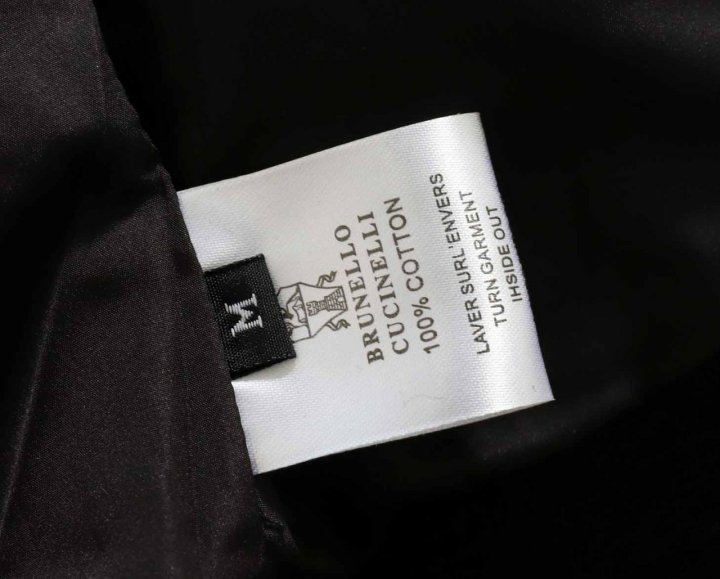 M
BRUNELLO
CUCINELLI
100% COTTON
LAVER SURL'ENVERS
TURN GARMENT
IHSIDE OUT